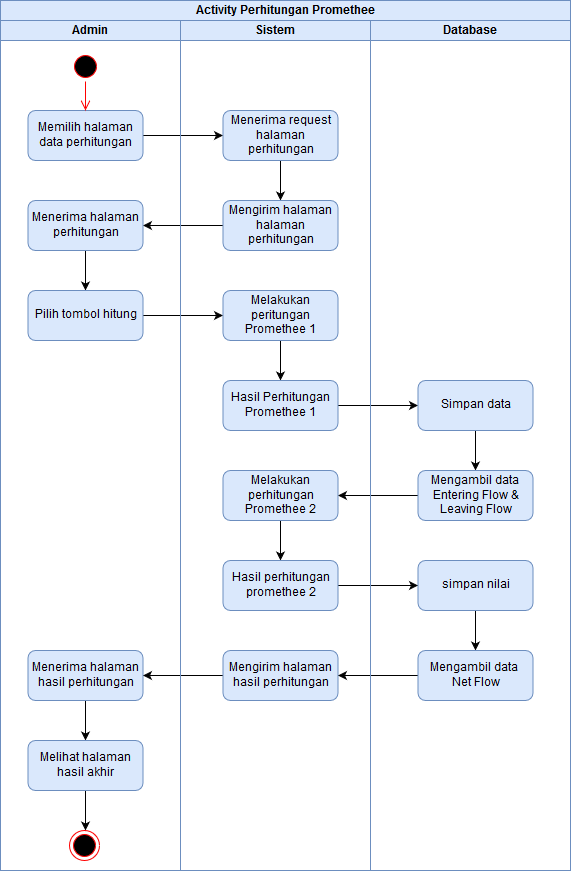 Activity Perhitungan Promethee
Admin
Sistem
Database
Memilih halaman
data perhitungan
Menerima request
halaman
perhitungan
Menerima halaman
perhitungan
Mengirim halaman
halaman
perhitungan
Pilih tombol hitung
Melakukan
peritungan
Promethee 1
Hasil Perhitungan
Promethee 1
Simpan data
Melakukan
perhitungan
Promethee 2
Mengambil data
Entering Flow &
Leaving Flow
Hasil perhitungan
promethee 2
simpan nilai
Menerima halaman
hasil perhitungan
Mengirim halaman
hasil perhitungan
Mengambil data
Net Flow
Melihat halaman
hasil akhir